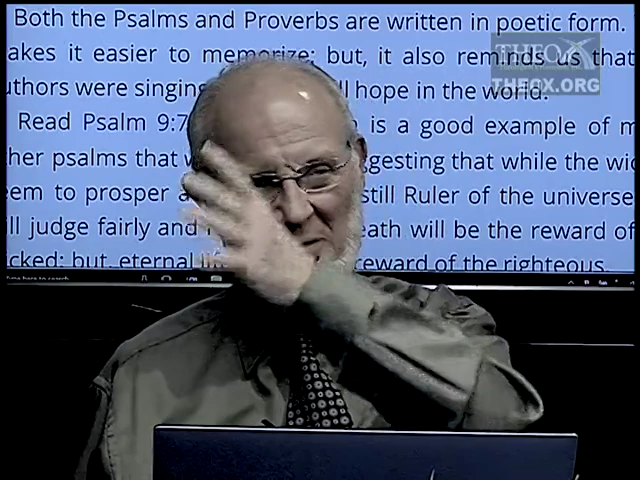 Both the Psalms and Proverbs are written in poetic form.
akes it easier to memorize; but, it also reminds us that
uthors were singing ll hope in the world.
Read Psalm 9:7 is a good example of m
her psalms that ggesting that while the wic
eem to prosper a still Ruler of the universe
ill judge fairly and eath will be the reward of
cked; but, eternal reward of the righteous.
THEOX
THEOX.ORG